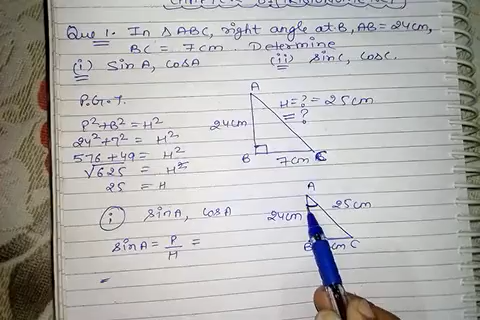 Que 1. In Δ ABC, right angle at B, AB = 24cm,
BC = 7cm. Determine
(i) Sin A, cos A (ii) sin C, cos C.
P.G.T.
P²+B² = H²
24²+7² = H²
576+49 = H²
√625 = H²
25 = H
A
H = ? = 25cm
= ?
24cm
B 7cm C
(i) sin A, cos A
A
24cm 25cm
B cm C
sin A = P/H =
=